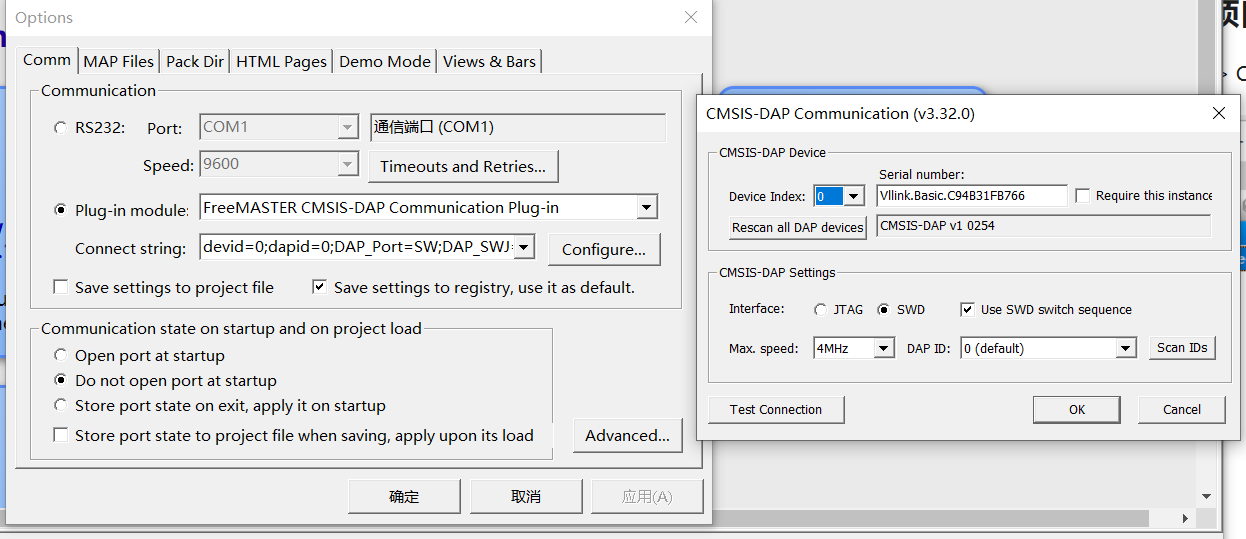 Options
Comm
MAP Files
Pack Dir
HTML Pages
Demo Mode
Views & Bars
Communication
RS232:
Port:
COM1
通信端口 (COM1)
Speed:
9600
Timeouts and Retries...
Plug-in module:
FreeMASTER CMSIS-DAP Communication Plug-in
Connect string:
devid=0;dapid=0;DAP_Port=SW;DAP_SWJ=
Configure...
Save settings to project file
Save settings to registry, use it as default.
Communication state on startup and on project load
Open port at startup
Do not open port at startup
Store port state on exit, apply it on startup
Store port state to project file when saving, apply upon its load
Advanced...
确定
取消
应用(A)
CMSIS-DAP Communication (v3.32.0)
CMSIS-DAP Device
Serial number:
Device Index:
0
Vllink.Basic.C94B31FB766
Require this instance
Rescan all DAP devices
CMSIS-DAP v1 0254
CMSIS-DAP Settings
Interface:
JTAG
SWD
Use SWD switch sequence
Max. speed:
4MHz
DAP ID:
0 (default)
Scan IDs
Test Connection
OK
Cancel